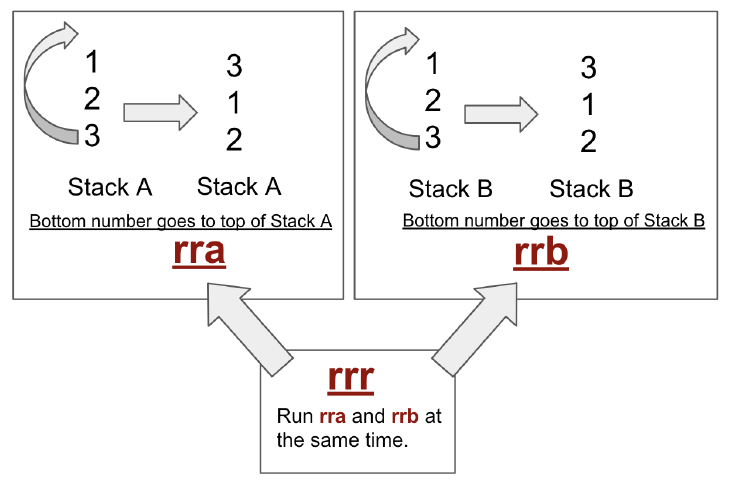 1
2
3
3
1
2
Stack A
Stack A
Bottom number goes to top of Stack A
rra
1
2
3
3
1
2
Stack B
Stack B
Bottom number goes to top of Stack B
rrb
rrr
Run rra and rrb at
the same time.